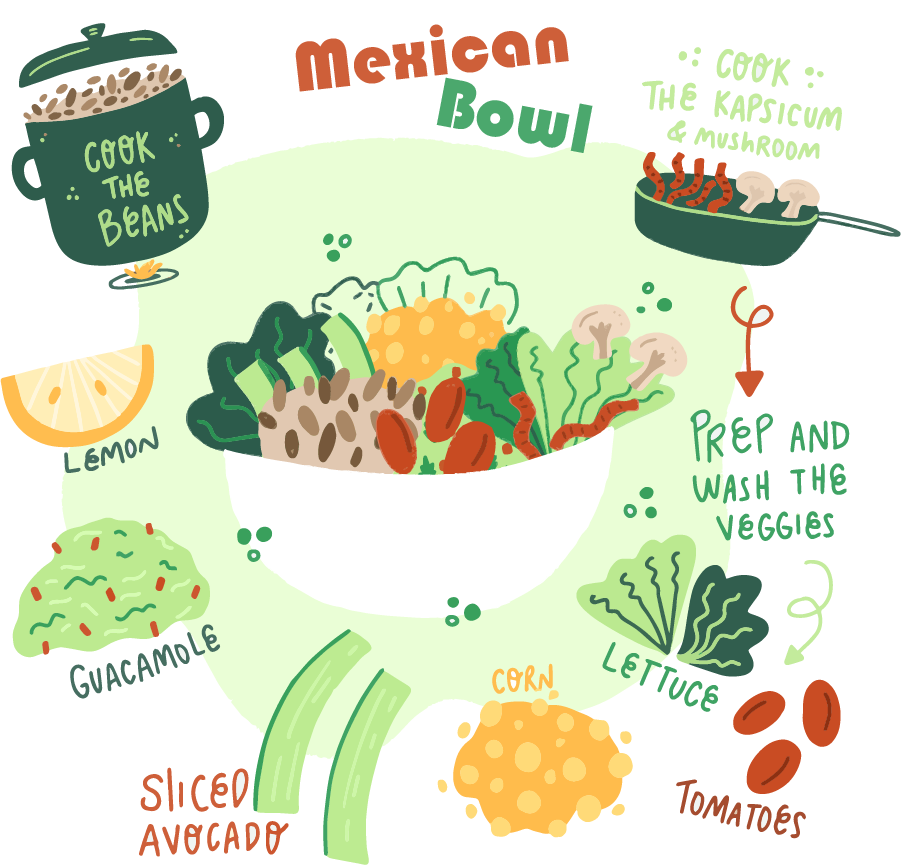 Mexican
Bowl
COOK
THE
BEANS
COOK
THE KAPSICUM
& MUSHROOM
PREP AND
WASH THE
VEGGIES
LEMON
GUACAMOLE
LETTUCE
CORN
SlICED
AVOCADO
TOMATOES